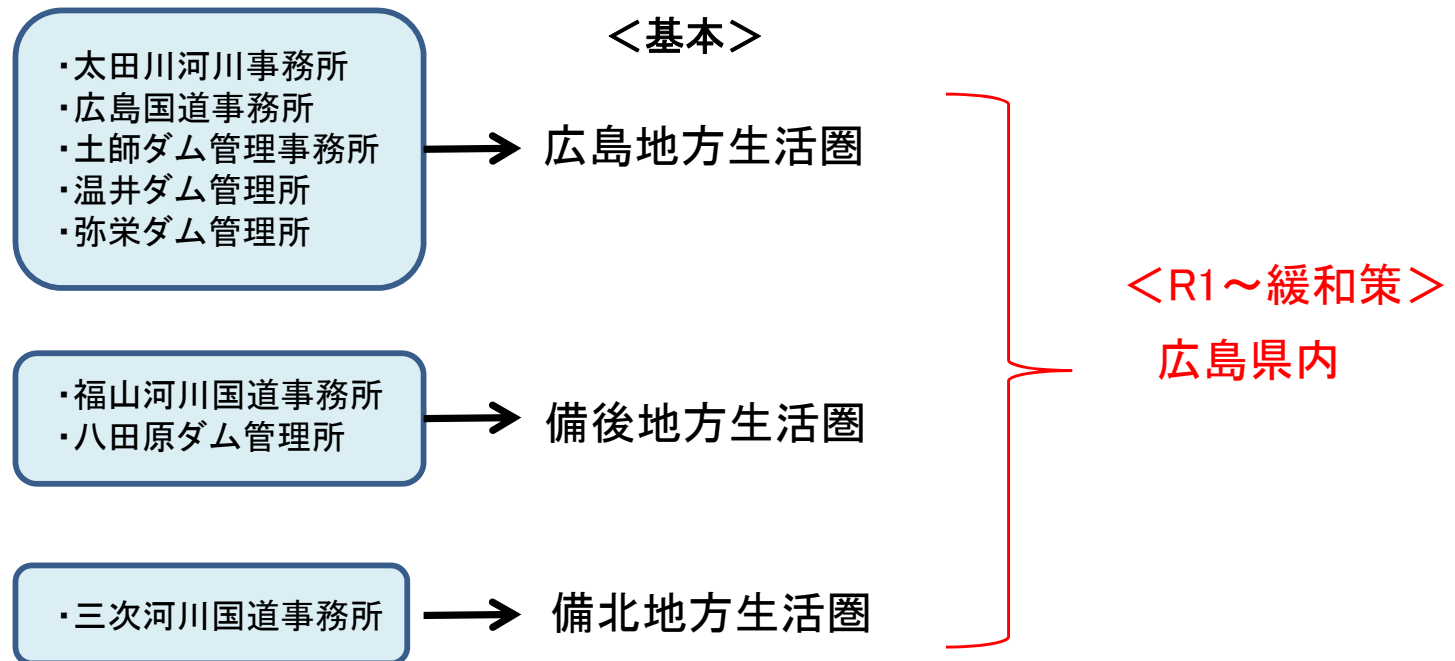 ＜基本＞
・太田川河川事務所
・広島国道事務所
・土師ダム管理事務所
・温井ダム管理所
・弥栄ダム管理所
広島地方生活圏
・福山河川国道事務所
・八田原ダム管理所
備後地方生活圏
・三次河川国道事務所
備北地方生活圏
＜R1～緩和策＞
広島県内